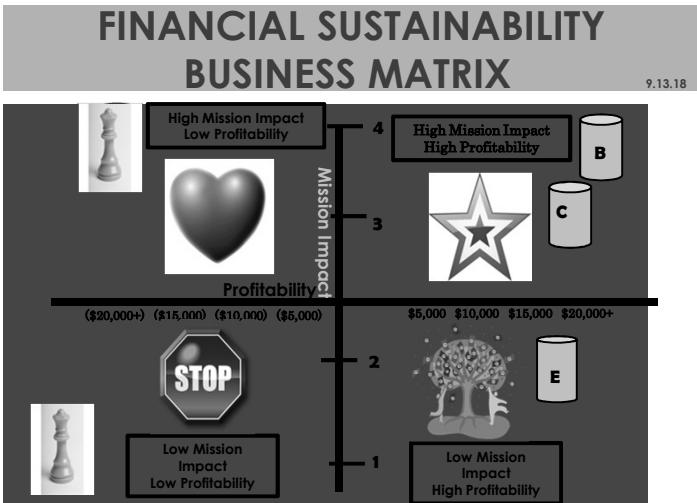 FINANCIAL SUSTAINABILITY
BUSINESS MATRIX
9.13.18
High Mission Impact
Low Profitability
4
High Mission Impact
High Profitability
B
Mission Impact
3
C
Profitability
($20,000+) ($15,000) ($10,000) ($5,000)
$5,000 $10,000 $15,000 $20,000+
STOP
2
E
Low Mission
Impact
Low Profitability
1
Low Mission
Impact
High Profitability